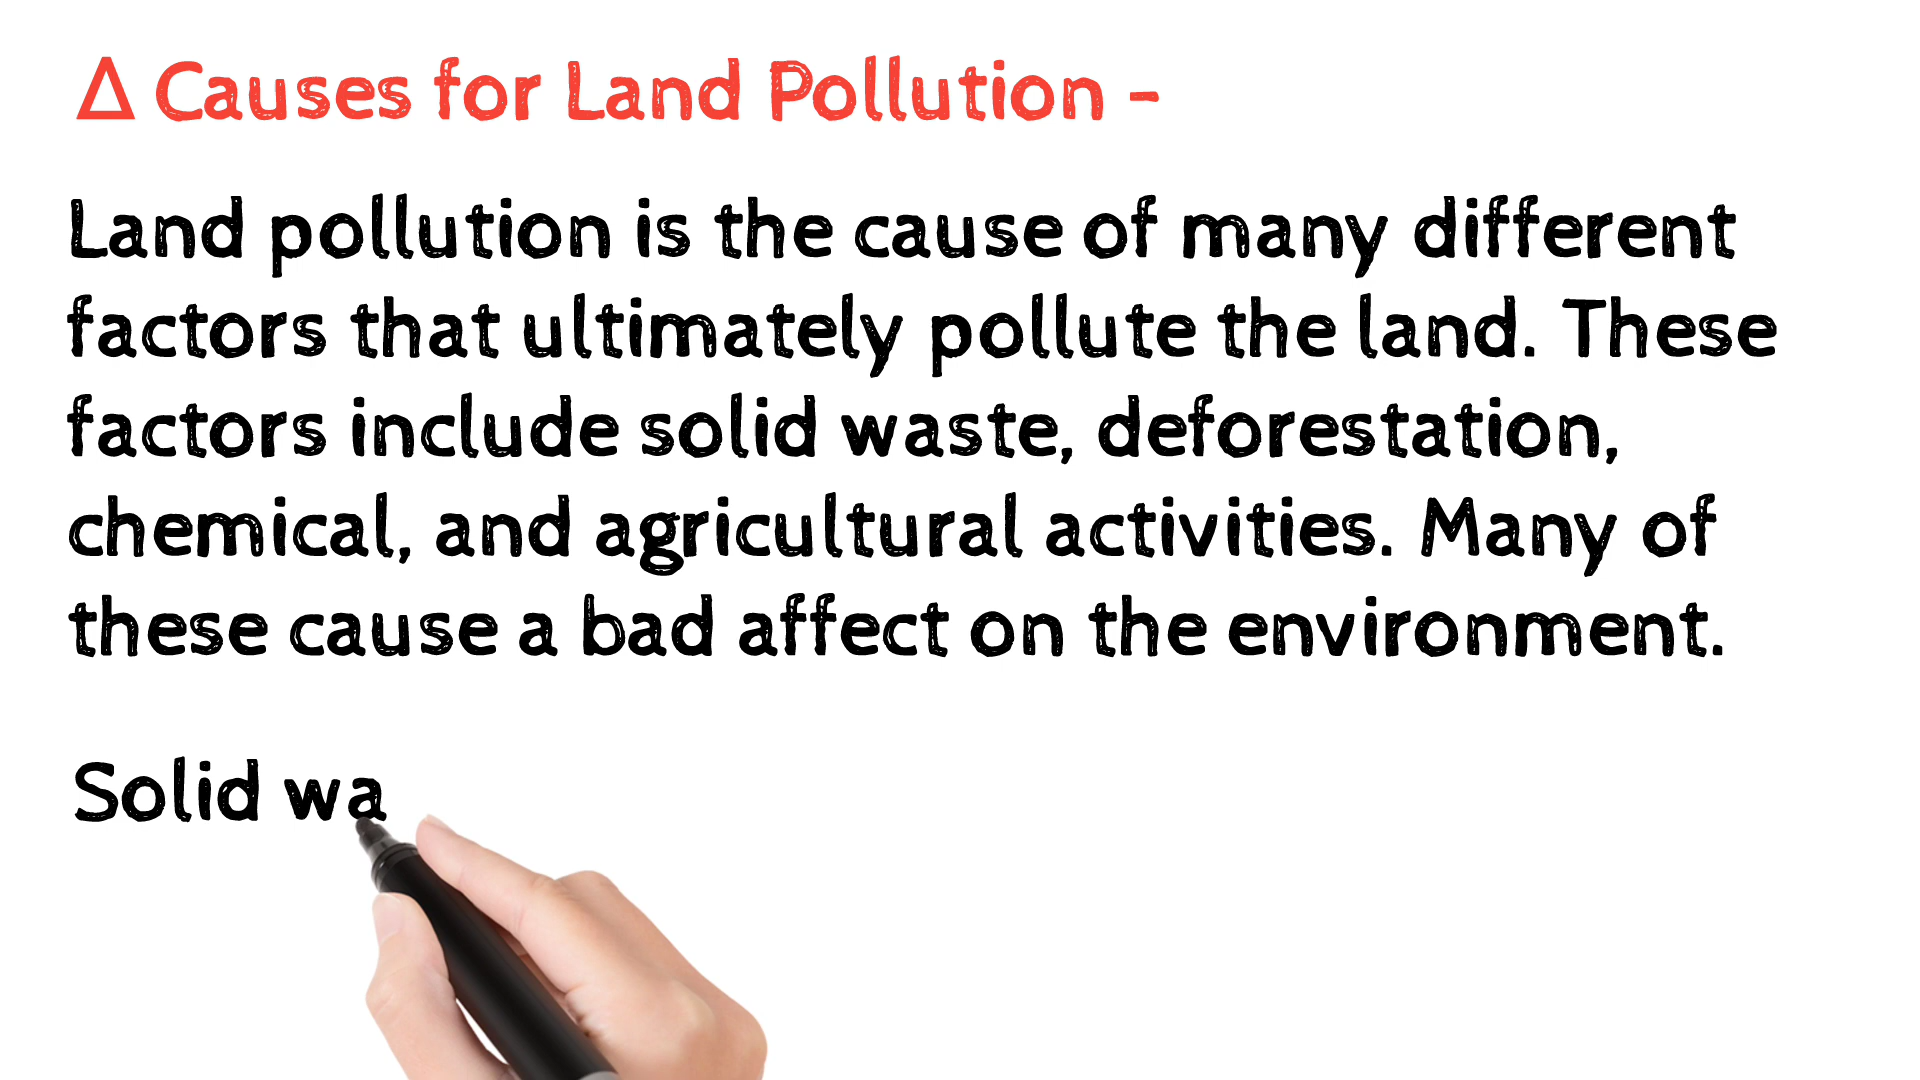 Δ Causes for Land Pollution -
Land pollution is the cause of many different
factors that ultimately pollute the land. These
factors include solid waste, deforestation,
chemical, and agricultural activities. Many of
these cause a bad affect on the environment.
Solid wa